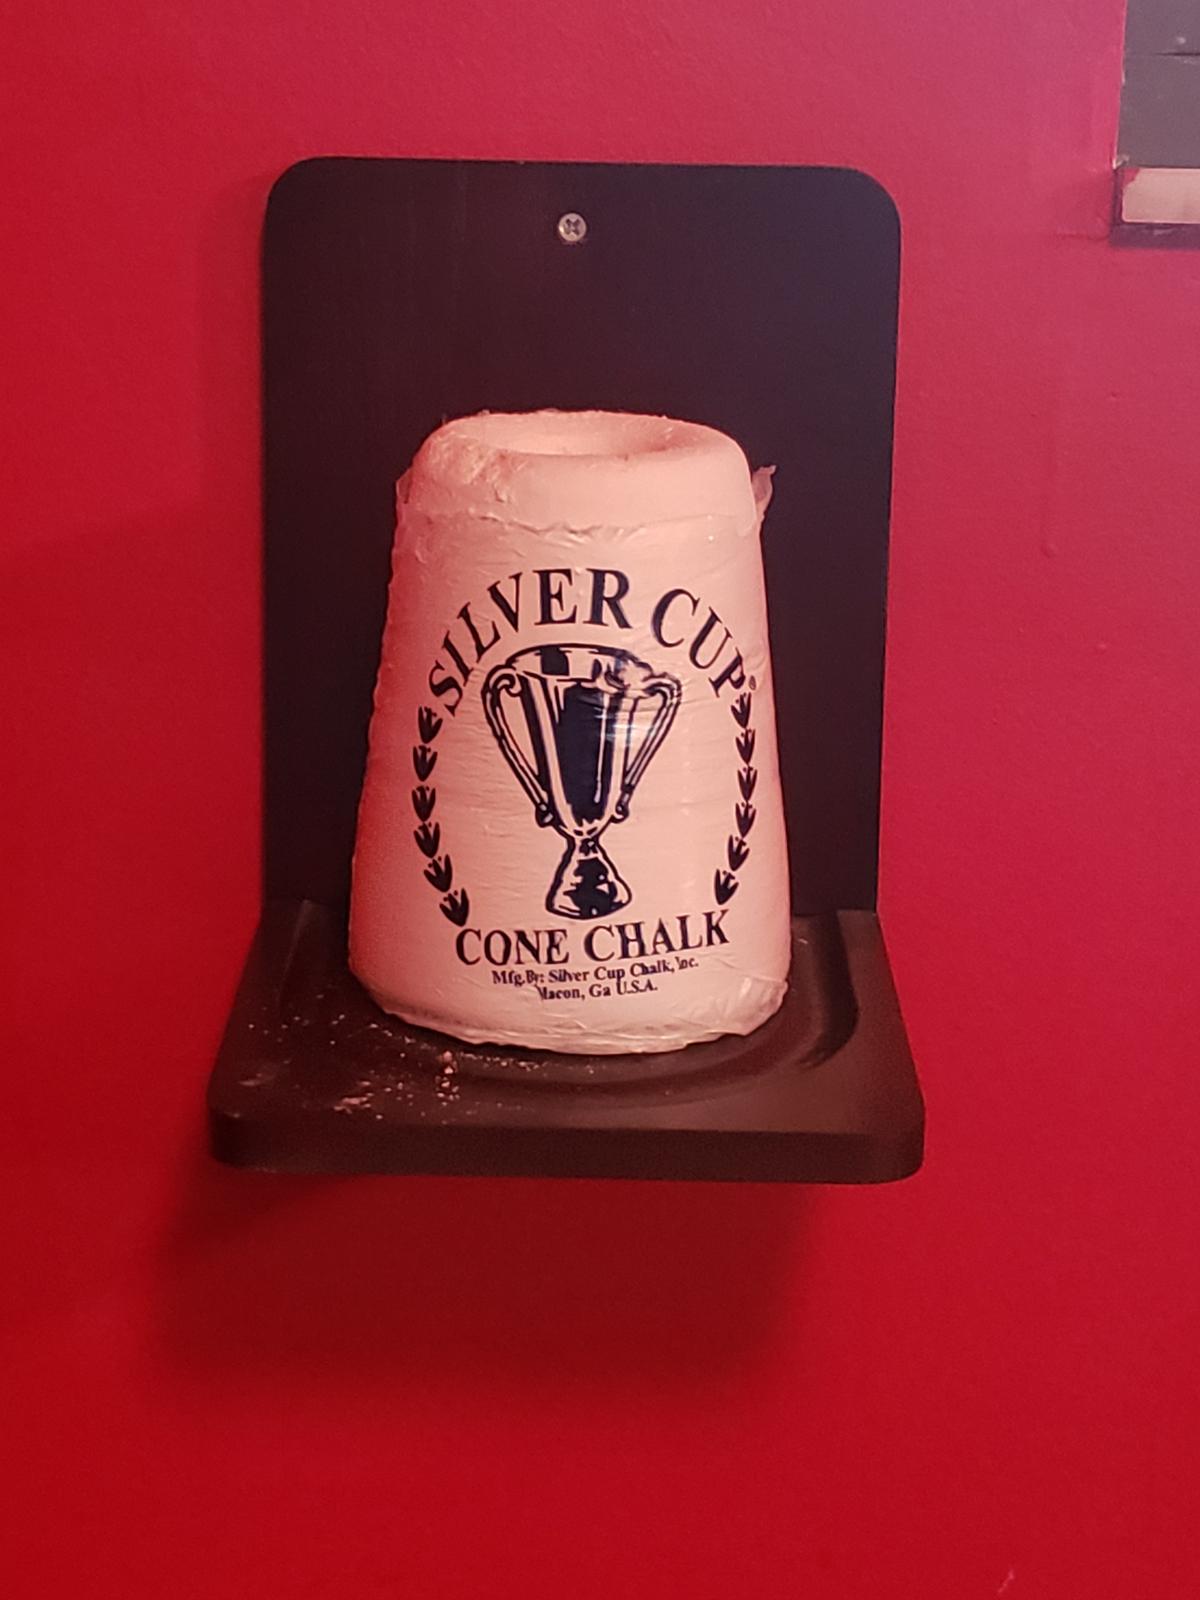 SILVER CUP®
CONE CHALK
Mfg.By: Silver Cup Chalk, Inc.
Macon, Ga U.S.A.